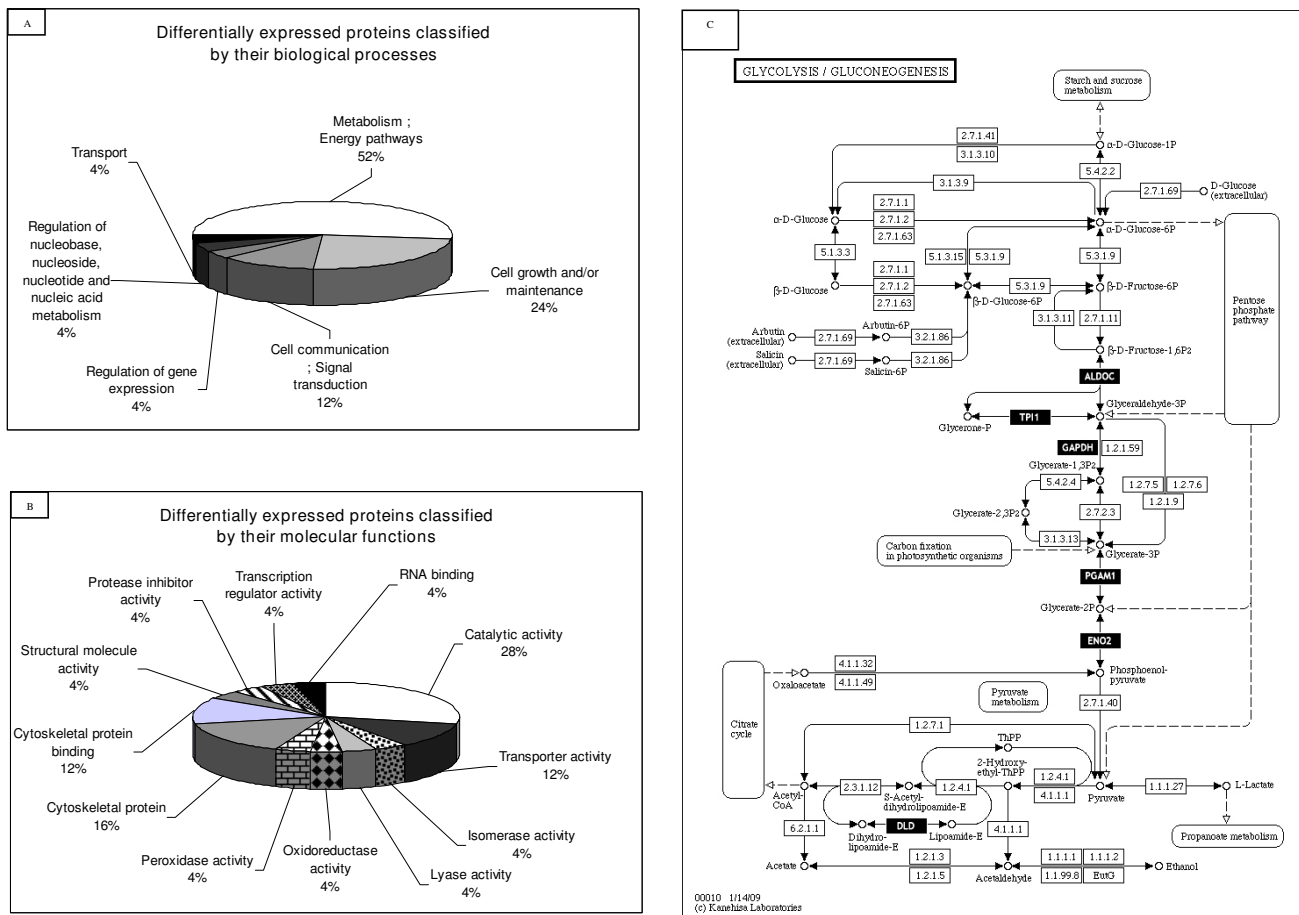 A
Differentially expressed proteins classified
by their biological processes
Metabolism ;
Energy pathways
52%
Transport
4%
Regulation of
nucleobase,
nucleoside,
nucleotide and
nucleic acid
metabolism
4%
Regulation of gene
expression
4%
Cell communication
; Signal
transduction
12%
Cell growth and/or
maintenance
24%
B
Differentially expressed proteins classified
by their molecular functions
RNA binding
4%
Transcription
regulator activity
4%
Protease inhibitor
activity
4%
Structural molecule
activity
4%
Cytoskeletal protein
binding
12%
Cytoskeletal protein
16%
Peroxidase activity
4%
Oxidoreductase
activity
4%
Lyase activity
4%
Isomerase activity
4%
Transporter activity
12%
Catalytic activity
28%
C
GLYCOLYSIS / GLUCONEOGENESIS
Starch and sucrose
metabolism
2.7.1.41
3.1.3.10
α-D-Glucose-1P
5.4.2.2
3.1.3.9
2.7.1.69
D-Glucose
(extracellular)
α-D-Glucose
2.7.1.1
2.7.1.2
2.7.1.63
α-D-Glucose-6P
5.1.3.3
5.1.3.15
5.3.1.9
5.3.1.9
β-D-Glucose
2.7.1.1
2.7.1.2
2.7.1.63
β-D-Glucose-6P
5.3.1.9
β-D-Fructose-6P
Pentose
phosphate
pathway
3.1.3.11
2.7.1.11
Arbutin
(extracellular)
2.7.1.69
Arbutin-6P
3.2.1.86
Salicin
(extracellular)
2.7.1.69
Salicin-6P
3.2.1.86
β-D-Fructose-1,6P2
ALDOC
Glyceraldehyde-3P
Glycerone-P
TPI1
GAPDH
1.2.1.59
Glycerate-1,3P2
5.4.2.4
1.2.7.5
1.2.7.6
1.2.1.9
Glycerate-2,3P2
2.7.2.3
3.1.3.13
Glycerate-3P
Carbon fixation
in photosynthetic organisms
PGAM1
Glycerate-2P
ENO2
4.1.1.32
4.1.1.49
Oxaloacetate
Phosphoenol-
pyruvate
Pyruvate
metabolism
2.7.1.40
Citrate
cycle
1.2.7.1
ThPP
2-Hydroxy-
ethyl-ThPP
Acetyl-
CoA
2.3.1.12
S-Acetyl-
dihydrolipoamide-E
1.2.4.1
1.2.4.1
4.1.1.1
Pyruvate
1.1.1.27
L-Lactate
6.2.1.1
Dihydro-
lipoamide-E
DLD
Lipoamide-E
4.1.1.1
Propanoate metabolism
Acetate
1.2.1.3
1.2.1.5
Acetaldehyde
1.1.1.1
1.1.1.2
1.1.99.8
EutG
Ethanol
00010 1/14/09
(c) Kanehisa Laboratories